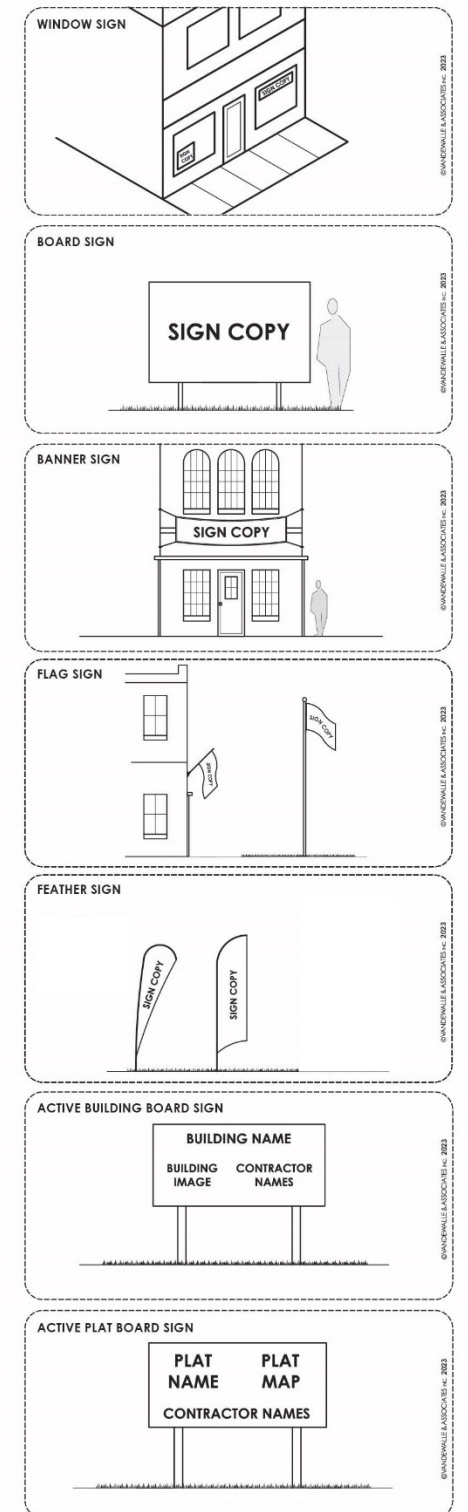 WINDOW SIGN
SIGN COPY
SIGN
COPY
©VANDEWALLE & ASSOCIATES INC. 2023
BOARD SIGN
SIGN COPY
©VANDEWALLE & ASSOCIATES INC. 2023
BANNER SIGN
SIGN COPY
©VANDEWALLE & ASSOCIATES INC. 2023
FLAG SIGN
SIGN COPY
SIGN COPY
©VANDEWALLE & ASSOCIATES INC. 2023
FEATHER SIGN
SIGN COPY
SIGN COPY
©VANDEWALLE & ASSOCIATES INC. 2023
ACTIVE BUILDING BOARD SIGN
BUILDING NAME
BUILDING
IMAGE
CONTRACTOR
NAMES
©VANDEWALLE & ASSOCIATES INC. 2023
ACTIVE PLAT BOARD SIGN
PLAT
NAME
PLAT
MAP
CONTRACTOR NAMES
©VANDEWALLE & ASSOCIATES INC. 2023